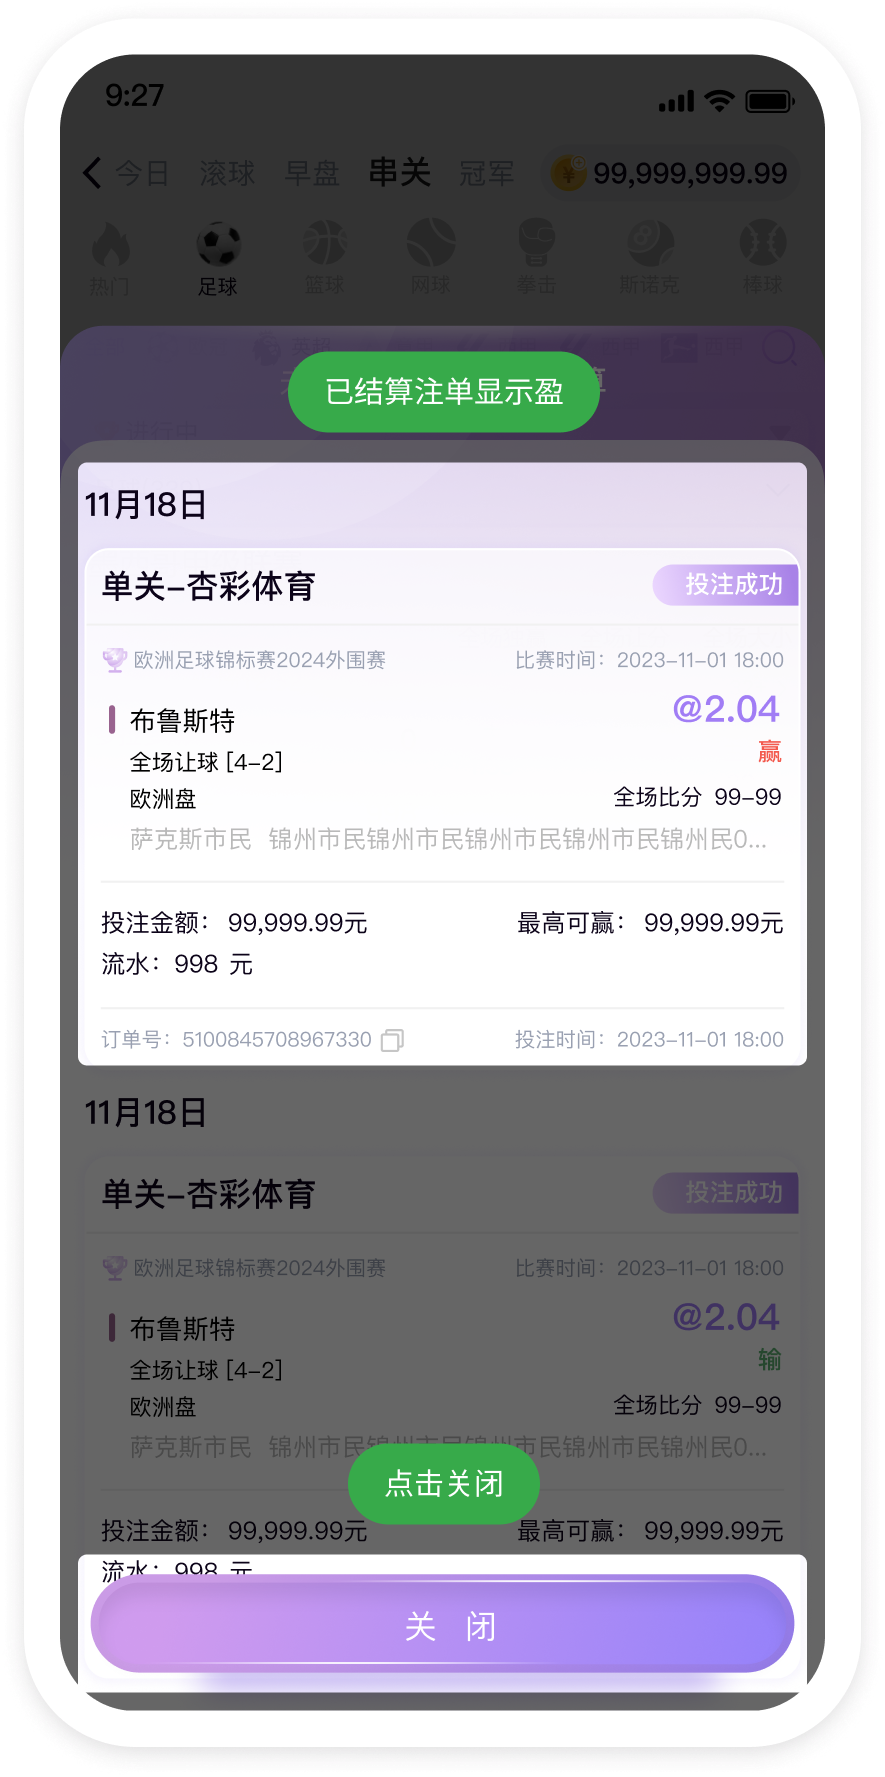 9:27
今日 滚球 早盘 串关 冠军 99,999,999.99
热门 足球 篮球 网球 拳击 斯诺克 棒球
已结算注单显示盈
11月18日
单关-杏彩体育 投注成功
欧洲足球锦标赛2024外围赛 比赛时间：2023-11-01 18:00
布鲁斯特 @2.04
赢
全场让球 [4-2]
欧洲盘 全场比分 99-99
萨克斯市民 锦州市民锦州市民锦州市民锦州市民锦州民0...
投注金额： 99,999.99元 最高可赢： 99,999.99元
流水：998 元
订单号：5100845708967330 投注时间：2023-11-01 18:00
11月18日
单关-杏彩体育 投注成功
欧洲足球锦标赛2024外围赛 比赛时间：2023-11-01 18:00
布鲁斯特 @2.04
输
全场让球 [4-2]
欧洲盘 全场比分 99-99
萨克斯市民 锦州市民锦州市民锦州市民锦州民0...
点击关闭
投注金额： 99,999.99元 最高可赢： 99,999.99元
流水：998 元
关 闭